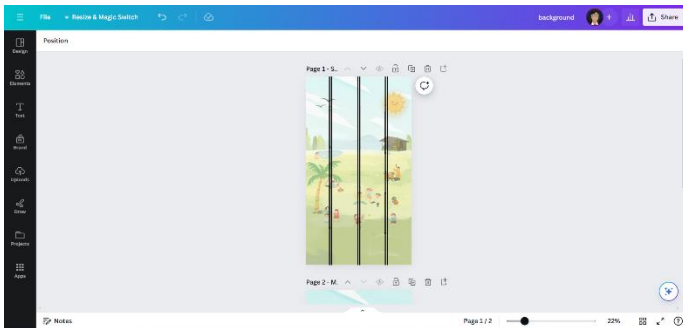 File Resize & Magic Switch background Share
Position
Design
Elements
Text
Brand
Uploads
Draw
Projects
Apps
Page 1 - S...
Page 2 - M.
Notes Page 1 / 2 22%